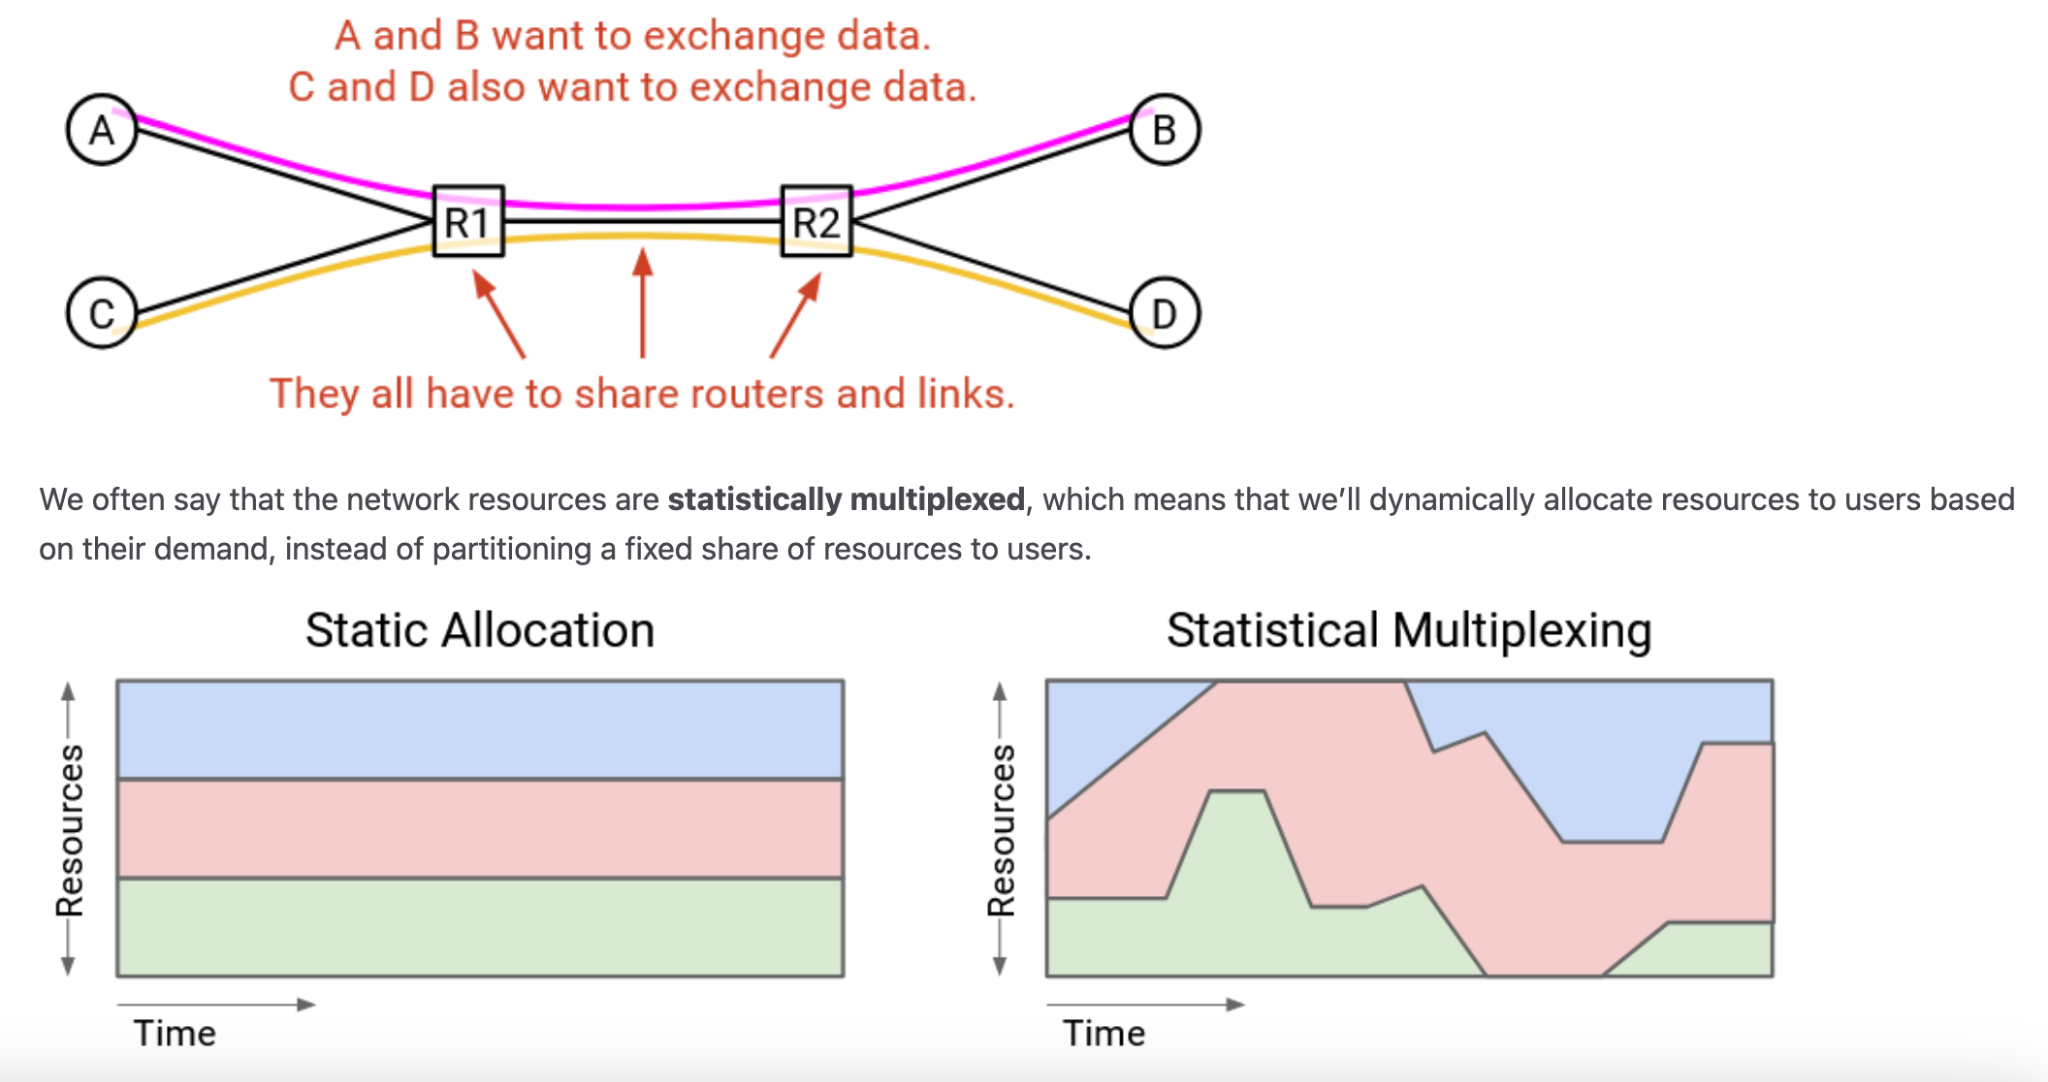 A and B want to exchange data.
C and D also want to exchange data.
A
B
R1
R2
C
D
They all have to share routers and links.
We often say that the network resources are statistically multiplexed, which means that we’ll dynamically allocate resources to users based
on their demand, instead of partitioning a fixed share of resources to users.
Static Allocation
Statistical Multiplexing
Resources
Resources
Time
Time